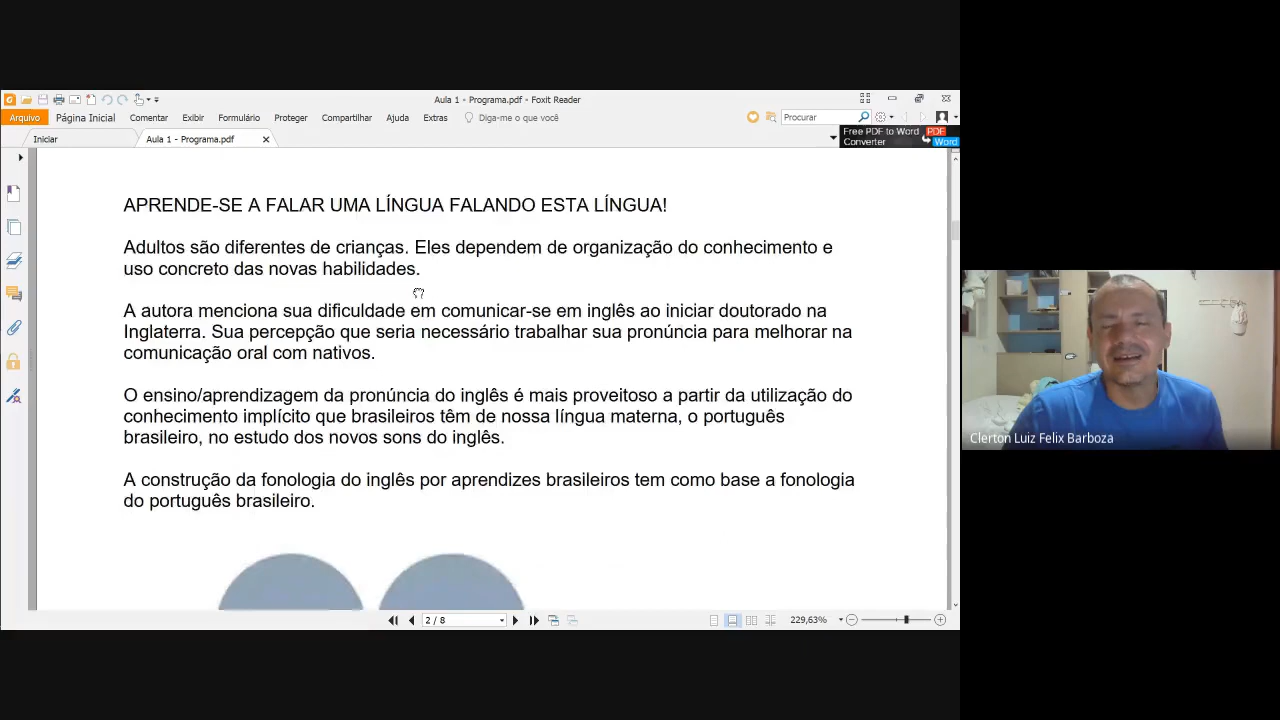 Aula 1 - Programa.pdf - Foxit Reader
Arquivo Página Inicial Comentar Exibir Formulário Proteger Compartilhar Ajuda Extras Diga-me o que você Procurar
Iniciar Aula 1 - Programa.pdf
Free PDF to Word
Converter
PDF
Word
APRENDE-SE A FALAR UMA LÍNGUA FALANDO ESTA LÍNGUA!
Adultos são diferentes de crianças. Eles dependem de organização do conhecimento e
uso concreto das novas habilidades.
A autora menciona sua dificuldade em comunicar-se em inglês ao iniciar doutorado na
Inglaterra. Sua percepção que seria necessário trabalhar sua pronúncia para melhorar na
comunicação oral com nativos.
O ensino/aprendizagem da pronúncia do inglês é mais proveitoso a partir da utilização do
conhecimento implícito que brasileiros têm de nossa língua materna, o português
brasileiro, no estudo dos novos sons do inglês.
A construção da fonologia do inglês por aprendizes brasileiros tem como base a fonologia
do português brasileiro.
2 / 8
229,63%
Clerton Luiz Felix Barboza